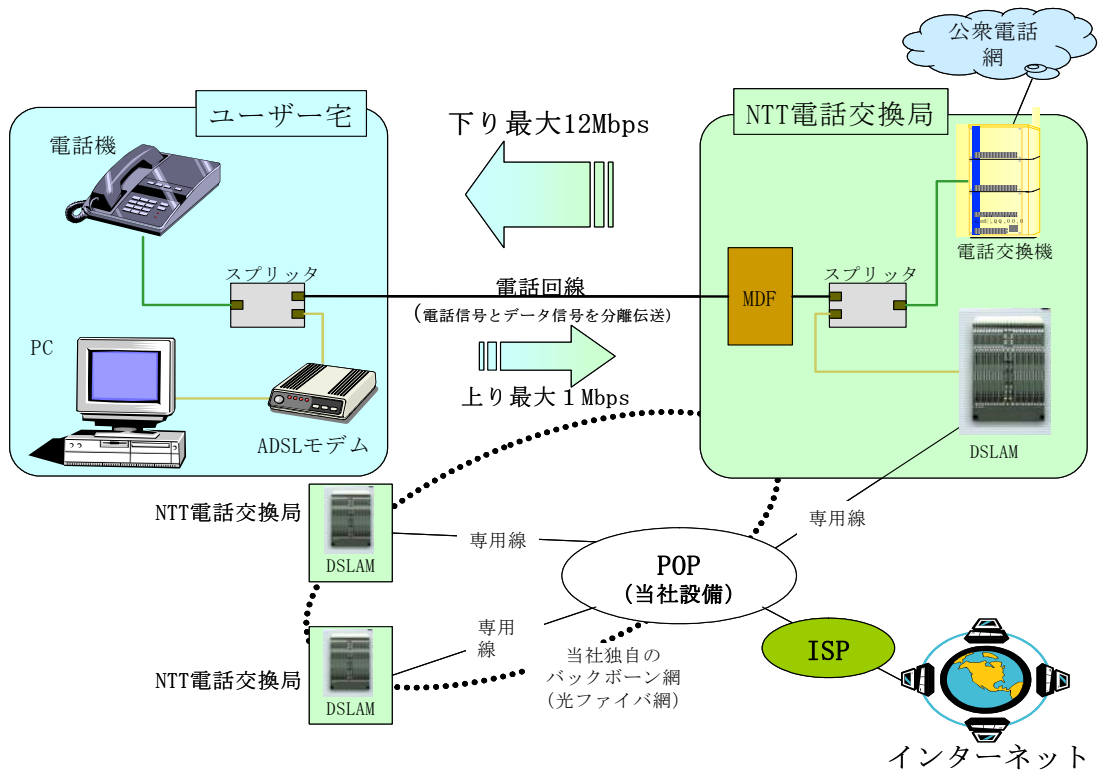 公衆電話
網
ユーザー宅
NTT電話交換局
下り最大12Mbps
電話機
電話交換機
スプリッタ
スプリッタ
電話回線
(電話信号とデータ信号を分離伝送)
MDF
PC
上り最大１Mbps
ADSLモデム
DSLAM
NTT電話交換局
専用線
専用線
DSLAM
POP
(当社設備)
専用
線
ISP
NTT電話交換局
当社独自の
バックボーン網
(光ファイバ網)
DSLAM
インターネット